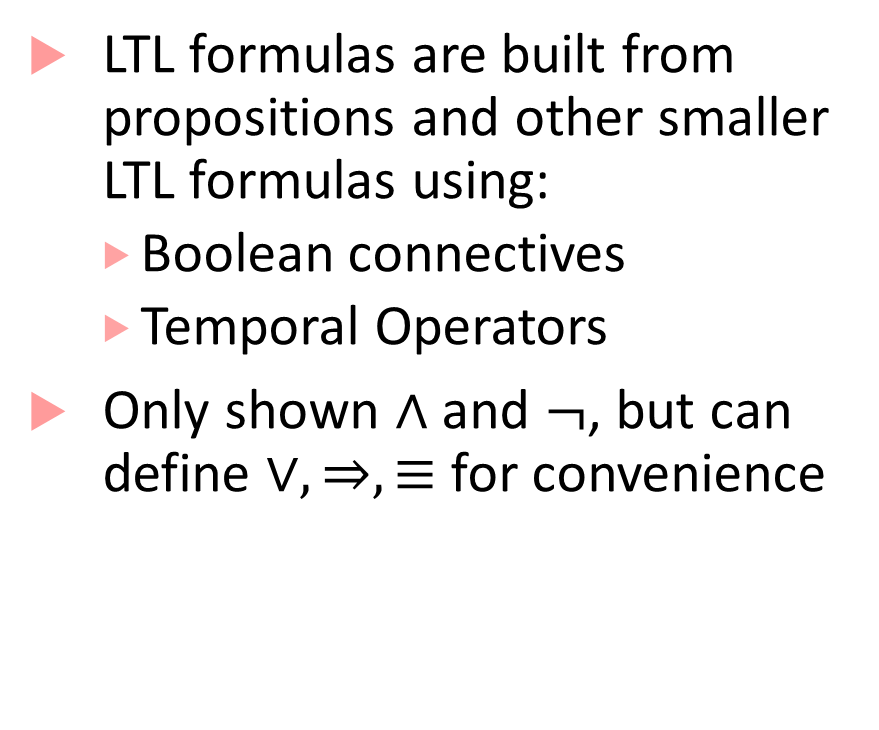 LTL formulas are built from
propositions and other smaller
LTL formulas using:
Boolean connectives
Temporal Operators
Only shown ∧ and ¬, but can
define ∨, ⇒, ≡ for convenience